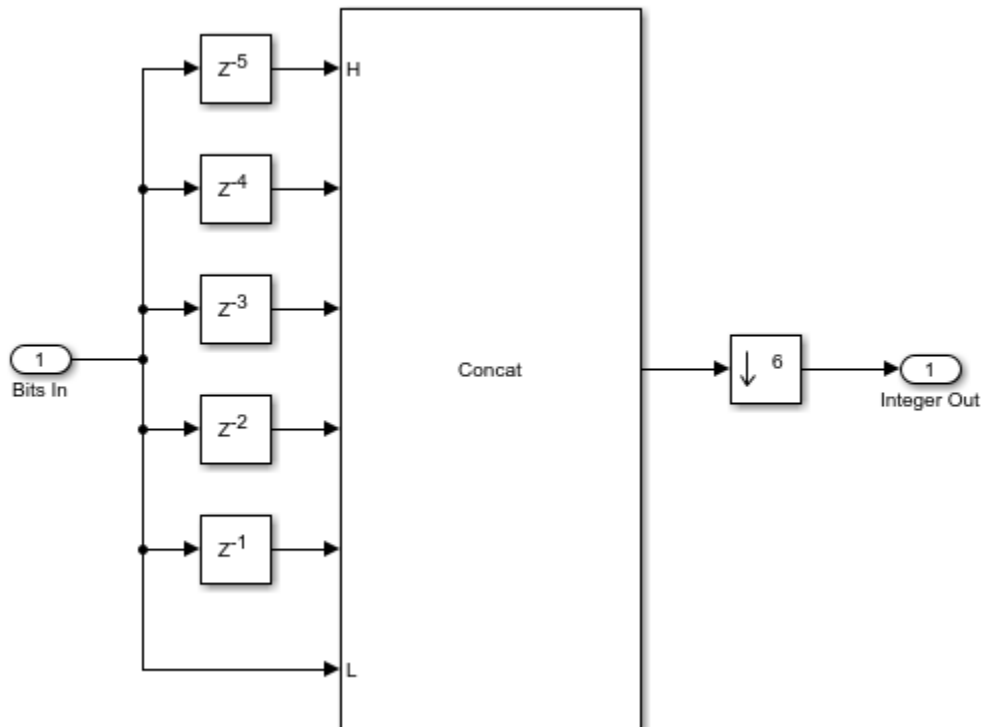 Z-5
H
Z-4
Z-3
1
Bits In
Concat
6
1
Integer Out
Z-2
Z-1
L